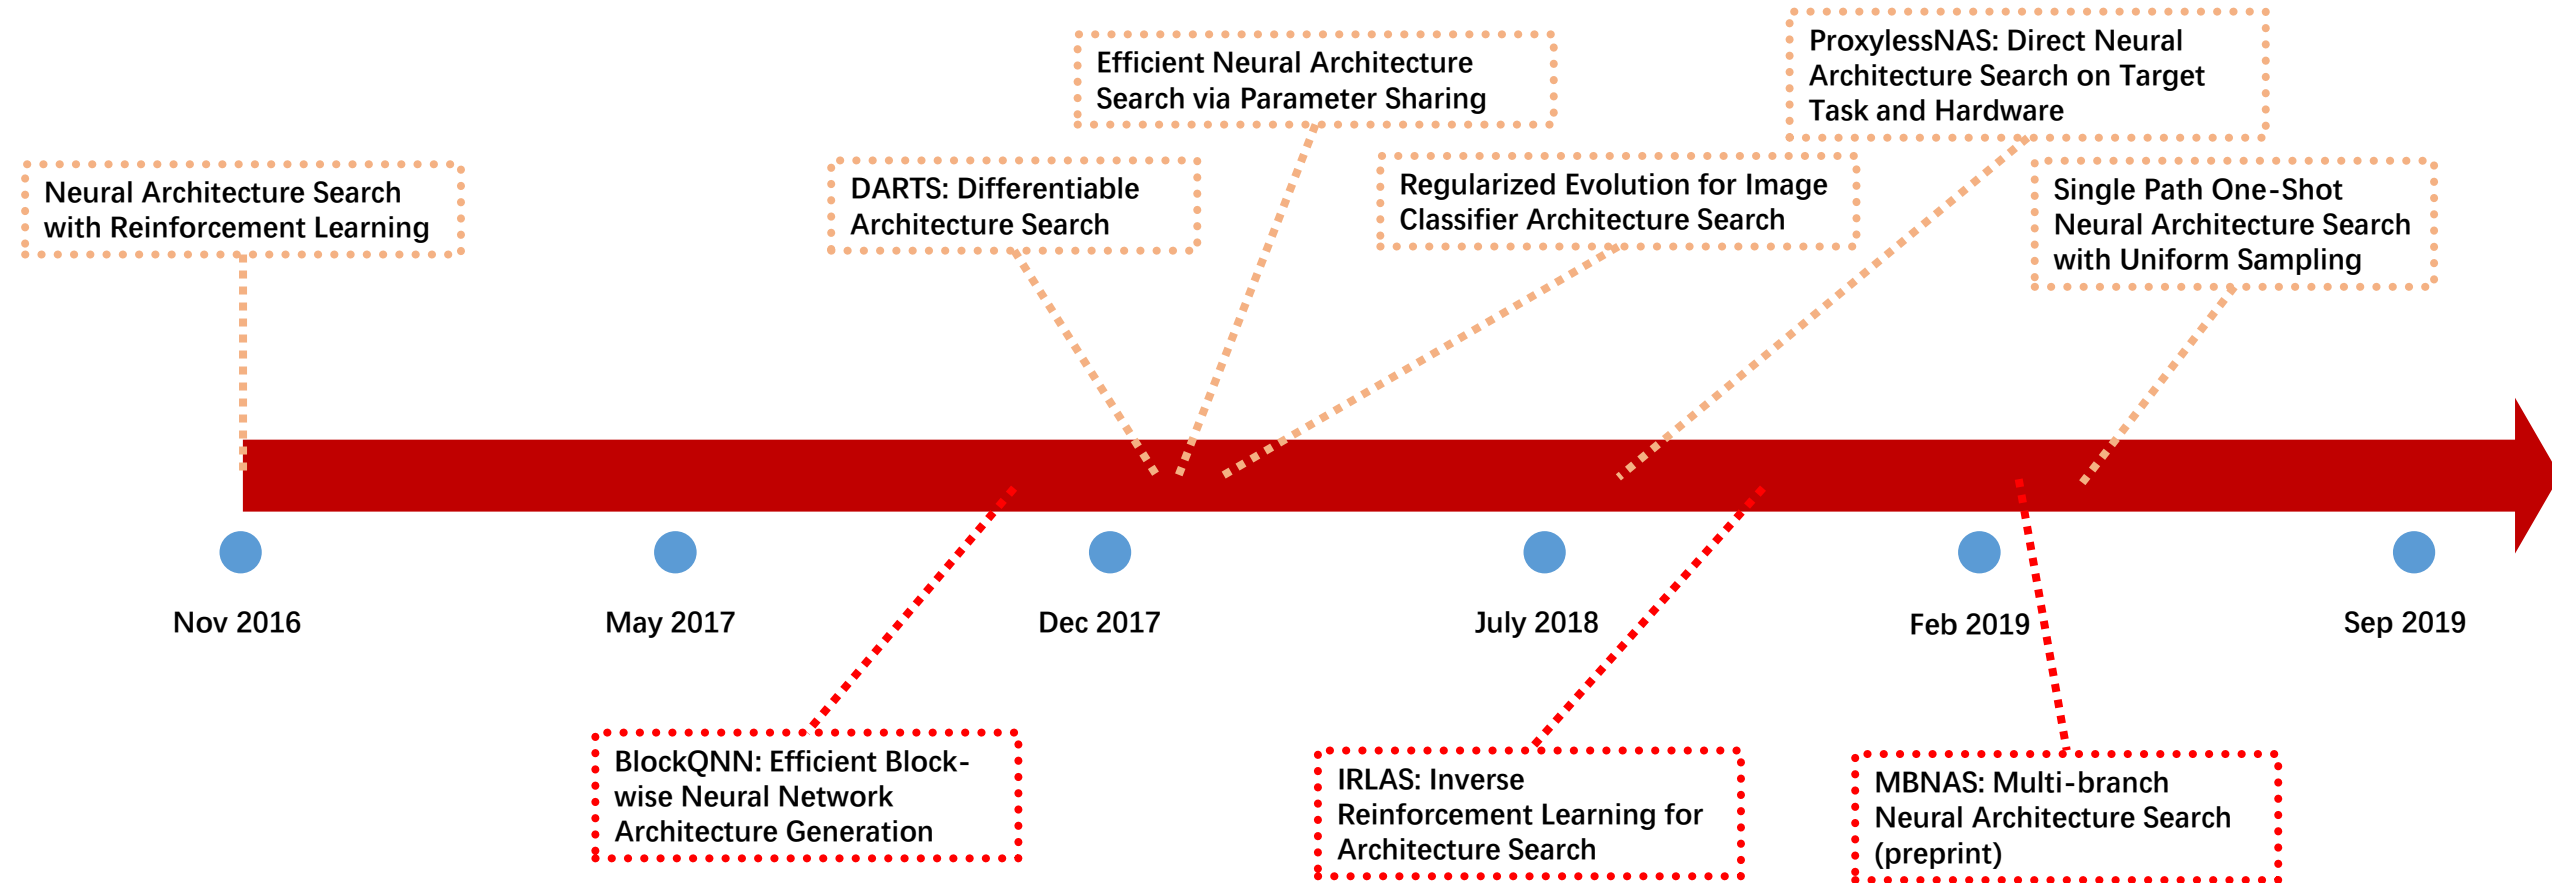 Neural Architecture Search
with Reinforcement Learning
DARTS: Differentiable
Architecture Search
Efficient Neural Architecture
Search via Parameter Sharing
Regularized Evolution for Image
Classifier Architecture Search
ProxylessNAS: Direct Neural
Architecture Search on Target
Task and Hardware
Single Path One-Shot
Neural Architecture Search
with Uniform Sampling
Nov 2016
May 2017
Dec 2017
July 2018
Feb 2019
Sep 2019
BlockQNN: Efficient Block-
wise Neural Network
Architecture Generation
IRLAS: Inverse
Reinforcement Learning for
Architecture Search
MBNAS: Multi-branch
Neural Architecture Search
(preprint)